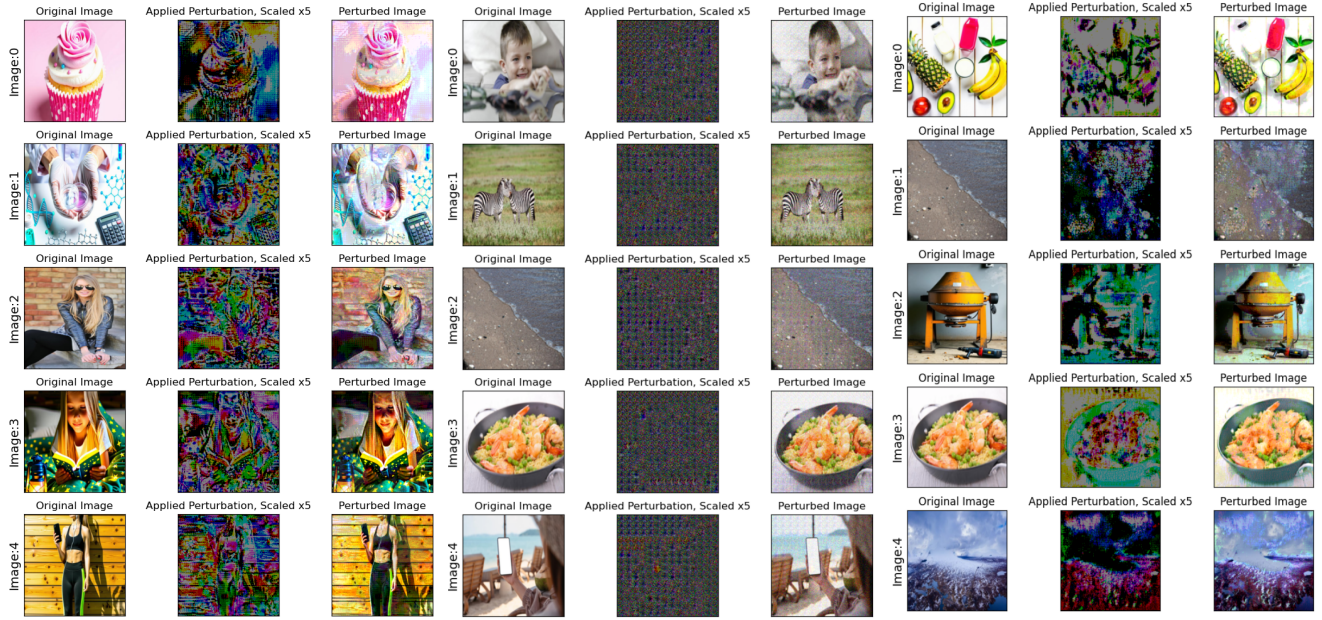 Original Image Applied Perturbation, Scaled x5 Perturbed Image Original Image Applied Perturbation, Scaled x5 Perturbed Image Original Image Applied Perturbation, Scaled x5 Perturbed Image
Image:0 Image:0 Image:0
Original Image Applied Perturbation, Scaled x5 Perturbed Image Original Image Applied Perturbation, Scaled x5 Perturbed Image Original Image Applied Perturbation, Scaled x5 Perturbed Image
Image:1 Image:1 Image:1
Original Image Applied Perturbation, Scaled x5 Perturbed Image Original Image Applied Perturbation, Scaled x5 Perturbed Image Original Image Applied Perturbation, Scaled x5 Perturbed Image
Image:2 Image:2 Image:2
Original Image Applied Perturbation, Scaled x5 Perturbed Image Original Image Applied Perturbation, Scaled x5 Perturbed Image Original Image Applied Perturbation, Scaled x5 Perturbed Image
Image:3 Image:3 Image:3
Original Image Applied Perturbation, Scaled x5 Perturbed Image Original Image Applied Perturbation, Scaled x5 Perturbed Image Original Image Applied Perturbation, Scaled x5 Perturbed Image
Image:4 Image:4 Image:4